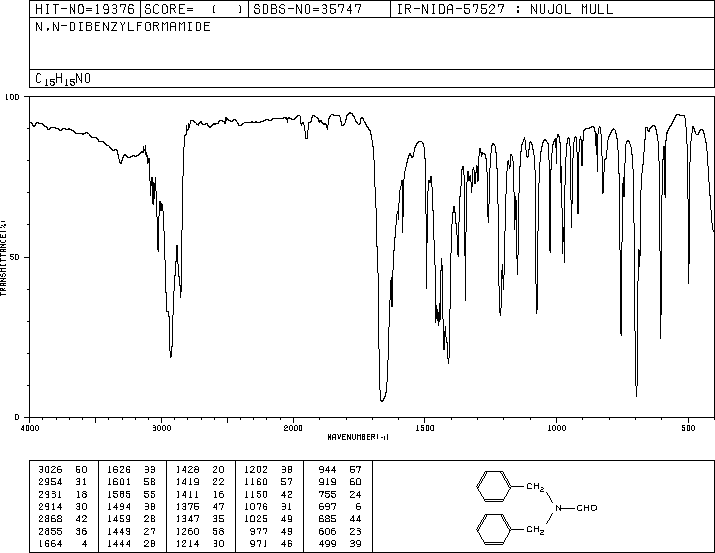 HIT-NO=19376 SCORE= ( ) SDBS-NO=35747 IR-NIDA-57527 : NUJOL MULL
N,N-DIBENZYLFORMAMIDE
C15H15NO
100
50
0
TRANSMITTANCE(%)
4000 3000 2000 1500 1000 500
WAVENUMBER(-1)
3026 60 1626 39 1428 20 1202 38 944 57
2954 31 1601 58 1419 22 1160 57 919 60
2931 18 1585 55 1411 16 1150 42 755 24
2914 30 1494 38 1375 47 1076 31 697 6
2868 42 1459 28 1347 35 1025 49 685 44
2855 36 1449 27 1260 58 977 49 606 23
1664 4 1444 28 1214 30 971 46 499 39
CH2
N CHO
CH2